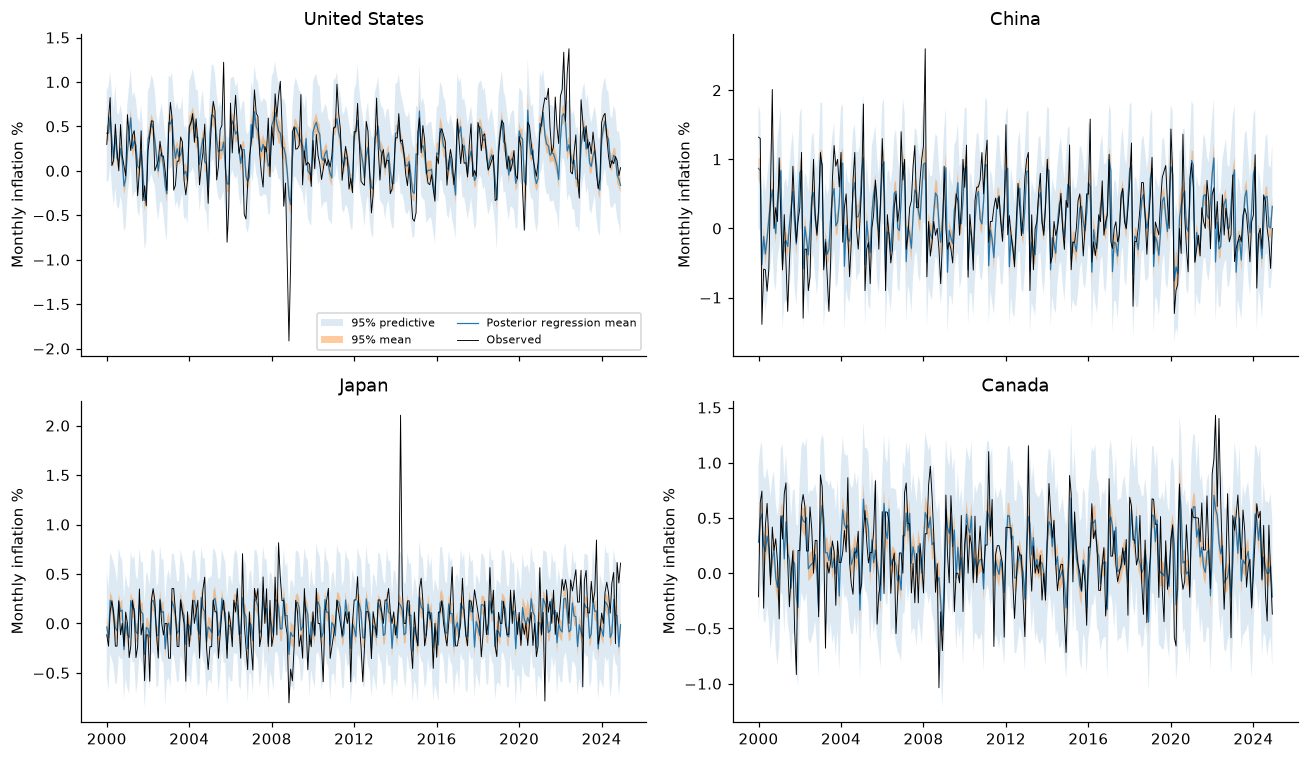 United States
Monthly inflation %
1.5
1.0
0.5
0.0
−0.5
−1.0
−1.5
−2.0
95% predictive
95% mean
Posterior regression mean
Observed
China
Monthly inflation %
2
1
0
−1
Japan
Monthly inflation %
2.0
1.5
1.0
0.5
0.0
−0.5
2000 2004 2008 2012 2016 2020 2024
Canada
Monthly inflation %
1.5
1.0
0.5
0.0
−0.5
−1.0
2000 2004 2008 2012 2016 2020 2024